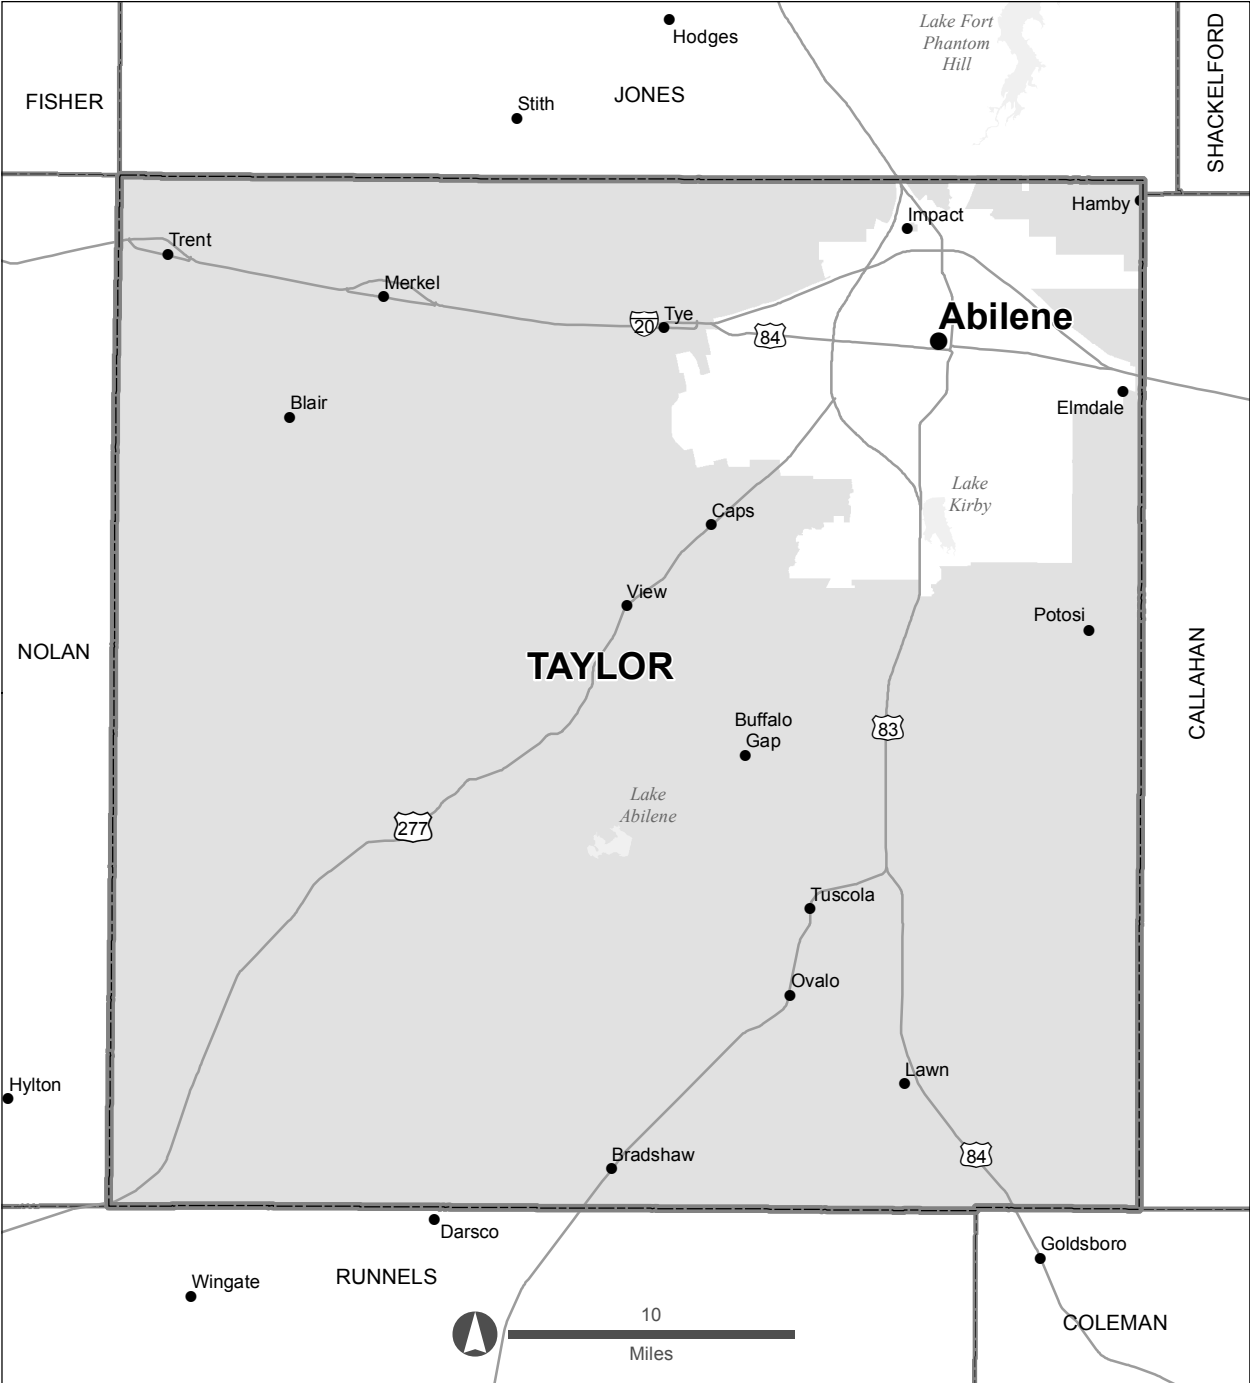 Lake Fort
Phantom
Hill
Hodges
SHACKELFORD
FISHER
JONES
Stith
Hamby
Impact
Trent
Merkel
20
Tye
84
Abilene
Blair
Elmdale
Lake
Kirby
Caps
View
Potosi
NOLAN
TAYLOR
CALLAHAN
Buffalo
Gap
83
Lake
Abilene
277
Tuscola
Ovalo
Lawn
Hylton
Bradshaw
84
Darsco
Goldsboro
Wingate
RUNNELS
10
Miles
COLEMAN